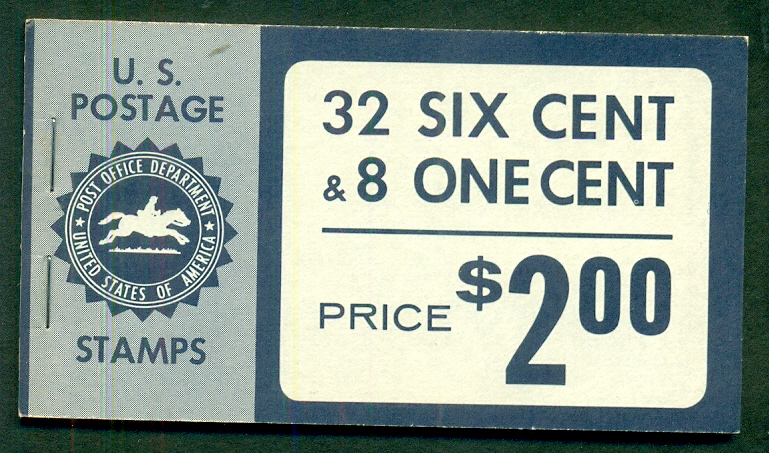 U. S.
POSTAGE
★ POST OFFICE DEPARTMENT ★
UNITED STATES OF AMERICA
STAMPS
32 SIX CENT
& 8 ONE CENT
PRICE $2.00